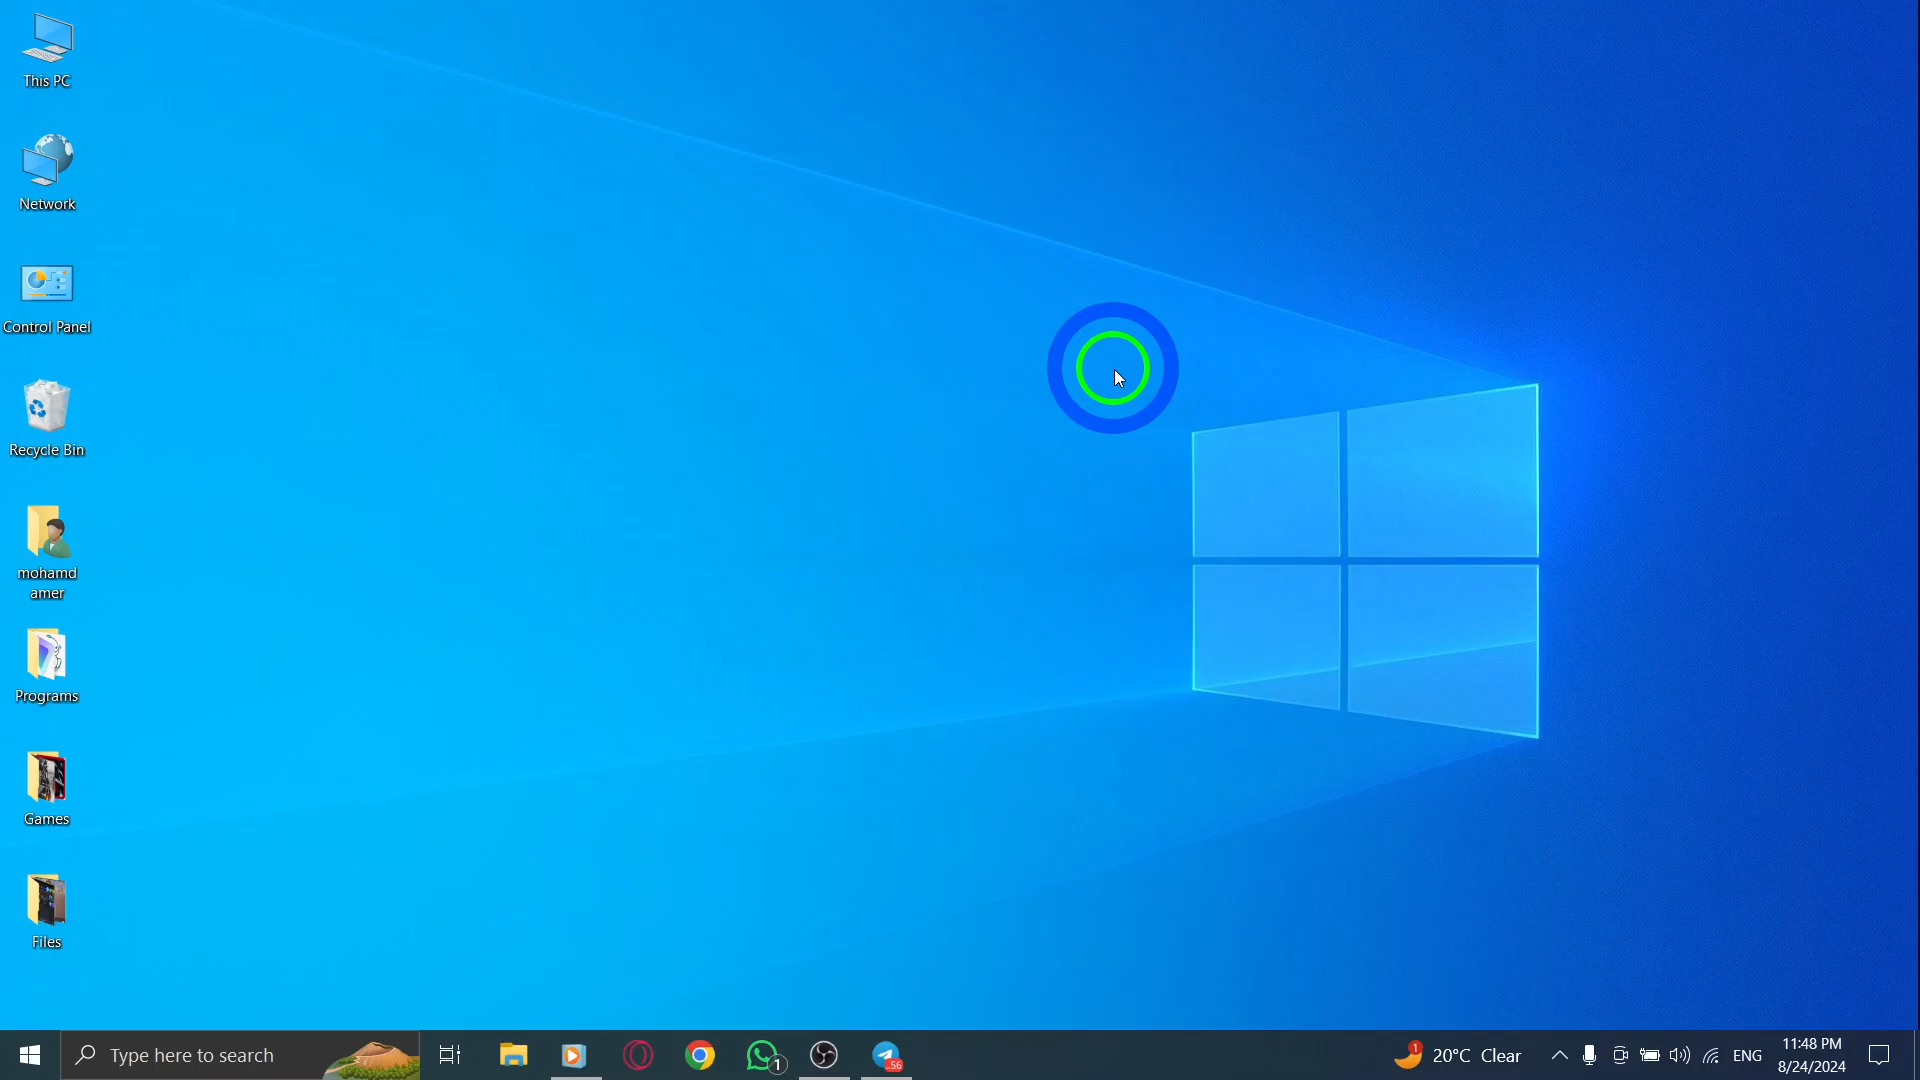 This PC
Network
Control Panel
Recycle Bin
mohamd
amer
Programs
Games
Files
Type here to search
1
..56
1
20°C Clear
ENG
11:48 PM
8/24/2024